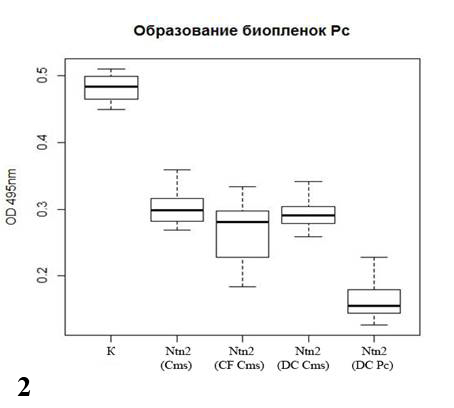 Образование биопленок Pc
0.5
0.4
0.3
0.2
OD 495nm
K
Ntn2
(Cms)
Ntn2
(CF Cms)
Ntn2
(DC Cms)
Ntn2
(DC Pc)
2